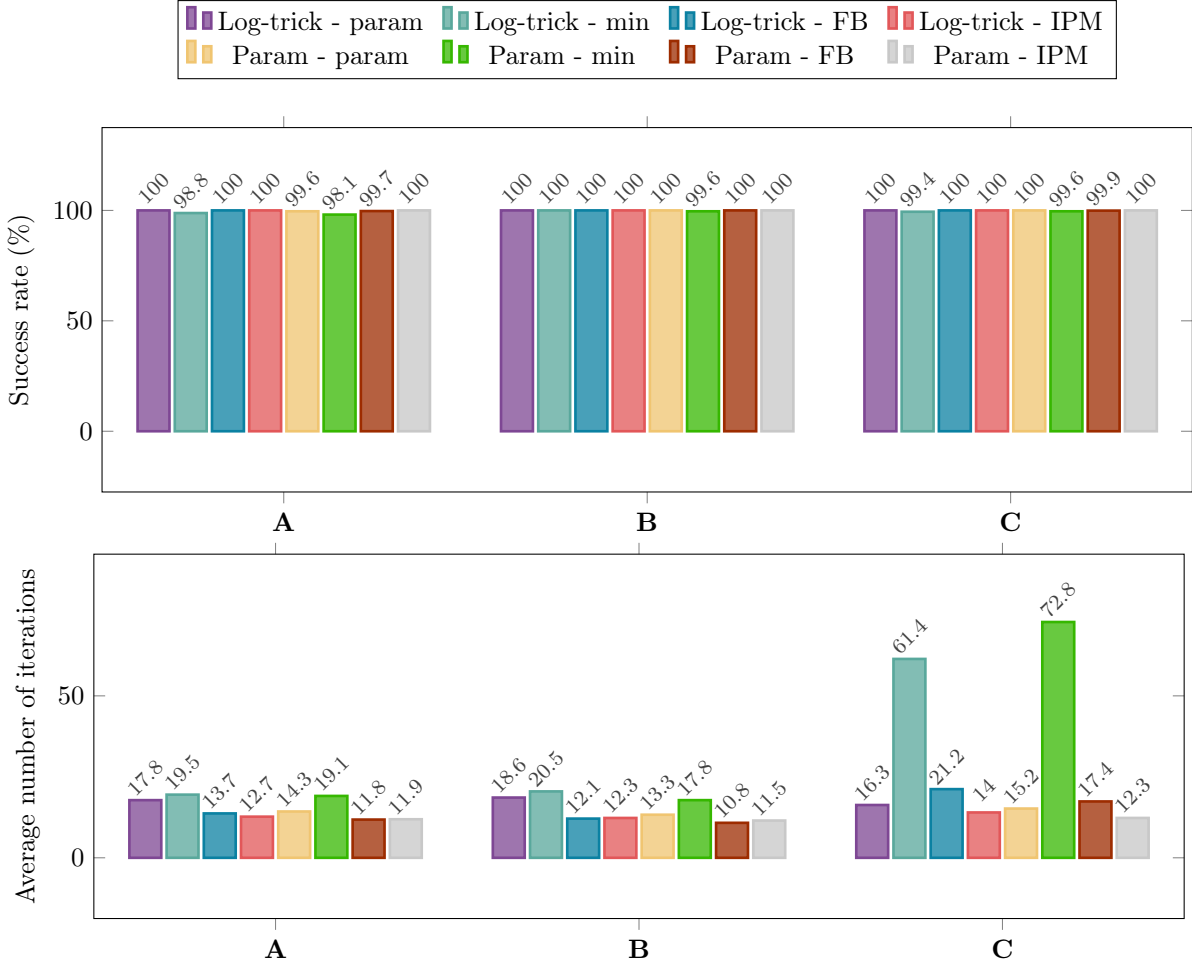 Log-trick - param Log-trick - min Log-trick - FB Log-trick - IPM
Param - param Param - min Param - FB Param - IPM
Success rate (%)
100
50
0
100 98.8 100 100 99.6 98.1 99.7 100
100 100 100 100 100 99.6 100 100
100 99.4 100 100 100 99.6 99.9 100
A B C
Average number of iterations
50
0
17.8 19.5 13.7 12.7 14.3 19.1 11.8 11.9
18.6 20.5 12.1 12.3 13.3 17.8 10.8 11.5
16.3 61.4 21.2 14 15.2 72.8 17.4 12.3
A B C